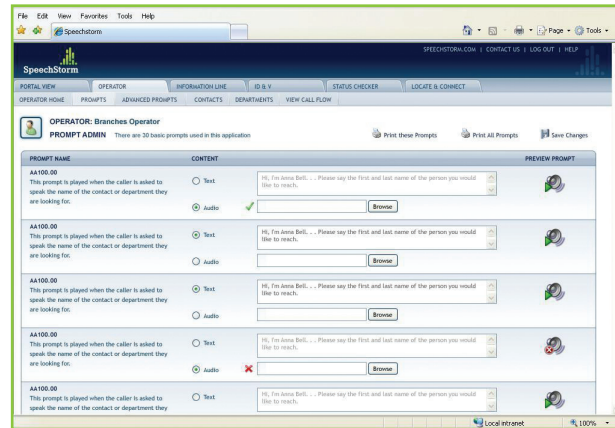 File Edit View Favorites Tools Help
Speechstorm
Page Tools
SPEECHSTORM.COM | CONTACT US | LOG OUT | HELP
SpeechStorm
PORTAL VIEW OPERATOR INFORMATION LINE ID & V STATUS CHECKER LOCATE & CONNECT
OPERATOR HOME PROMPTS ADVANCED PROMPTS CONTACTS DEPARTMENTS VIEW CALL FLOW
OPERATOR: Branches Operator
PROMPT ADMIN There are 30 basic prompts used in this application Print these Prompts Print All Prompts Save Changes
PROMPT NAME CONTENT PREVIEW PROMPT
AA100.00
This prompt is played when the caller is asked to
speak the name of the contact or department they
are looking for.
Text
Hi, I'm Anna Bell. . . Please say the first and last name of the person you would
like to reach.
Audio Browse
AA100.00
This prompt is played when the caller is asked to
speak the name of the contact or department they
are looking for.
Text
Hi, I'm Anna Bell. . . Please say the first and last name of the person you would
like to reach.
Audio Browse
AA100.00
This prompt is played when the caller is asked to
speak the name of the contact or department they
are looking for.
Text
Hi, I'm Anna Bell. . . Please say the first and last name of the person you would
like to reach.
Audio Browse
AA100.00
This prompt is played when the caller is asked to
speak the name of the contact or department they
are looking for.
Text
Hi, I'm Anna Bell. . . Please say the first and last name of the person you would
like to reach.
Audio Browse
AA100.00
This prompt is played when the caller is asked to
speak the name of the contact or department they
Text
Hi, I'm Anna Bell. . . Please say the first and last name of the person you would
like to reach.
Local intranet 100%